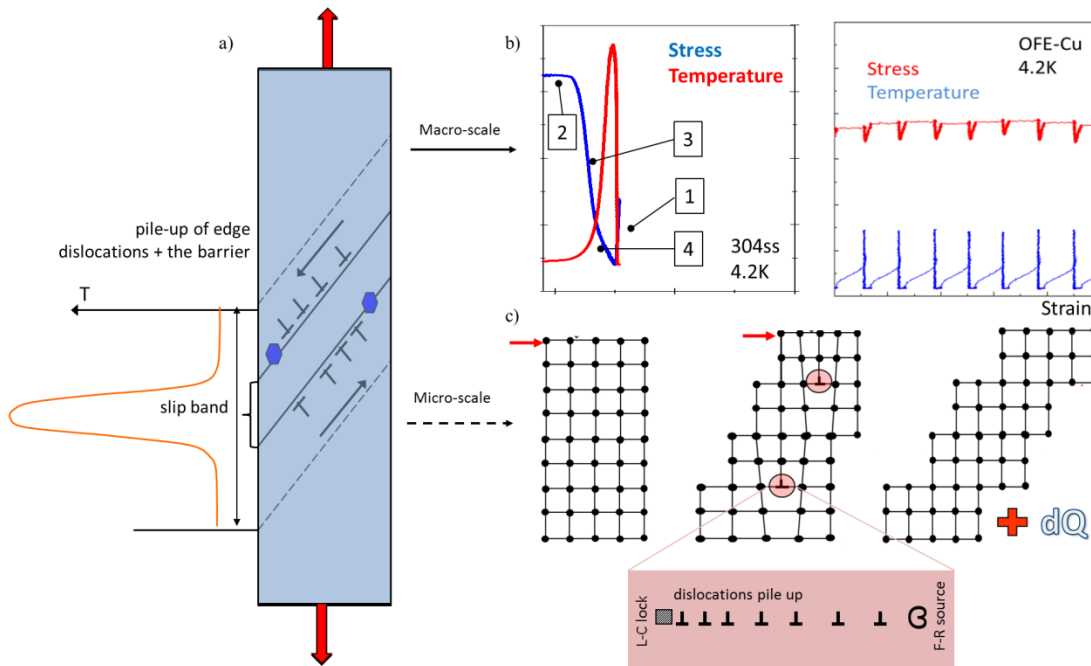 a)
pile-up of edge
dislocations + the barrier
T
slip band
Macro-scale
Micro-scale
b)
Stress
Temperature
2
3
1
4
304ss
4.2K
OFE-Cu
4.2K
Stress
Temperature
Strain
c)
dQ
dislocations pile up
L-C lock
F-R source